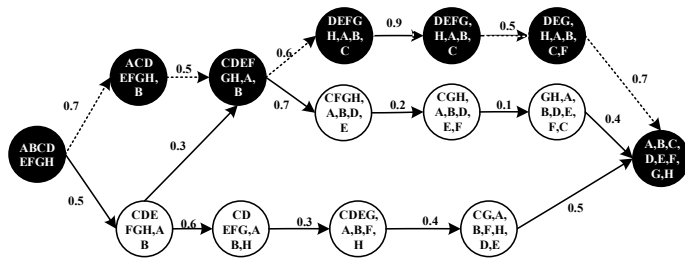 DEFG
H,A,B,
C
0.9
DEFG,
H,A,B,
C
0.5
DEG,
H,A,B,
C,F
0.6
0.7
ACD
EFGH,
B
0.5
CDEF
GH,A,
B
0.7
0.7
CFGH,
A,B,D,
E
0.2
CGH,
A,B,D,
E,F
0.1
GH,A,
B,D,E,
F,C
0.4
ABCD
EFGH
0.3
A,B,C,
D,E,F,
G,H
0.5
CDE
FGH,A
B
0.6
CD
EFG,A
B,H
0.3
CDEG,
A,B,F,
H
0.4
CG,A,
B,F,H,
D,E
0.5